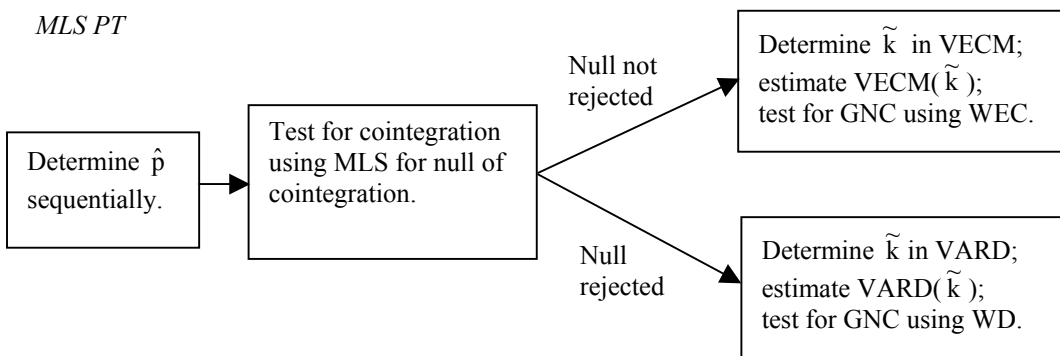 MLS PT
Determine p̂
sequentially.
Test for cointegration
using MLS for null of
cointegration.
Null not
rejected
Null
rejected
Determine k̃ in VECM;
estimate VECM(k̃ );
test for GNC using WEC.
Determine k̃ in VARD;
estimate VARD(k̃ );
test for GNC using WD.